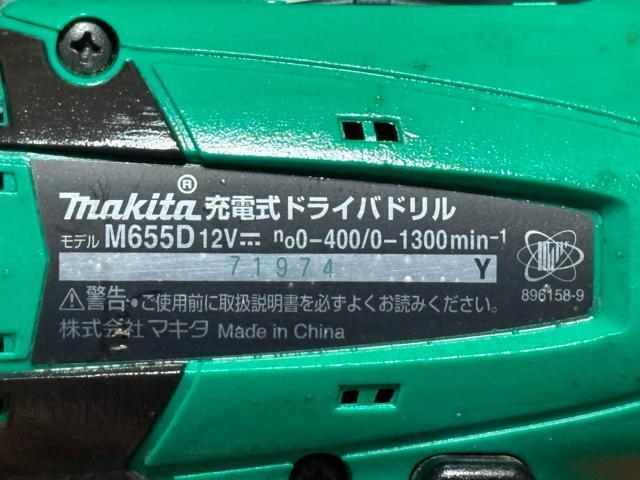 makita® 充電式ドライバドリル
モデル M655D 12V⎓ n₀0-400/0-1300min⁻¹
71974 Y
⚠警告・ご使用前に取扱説明書を必ずよくお読みください。
株式会社マキタ Made in China
896158-9